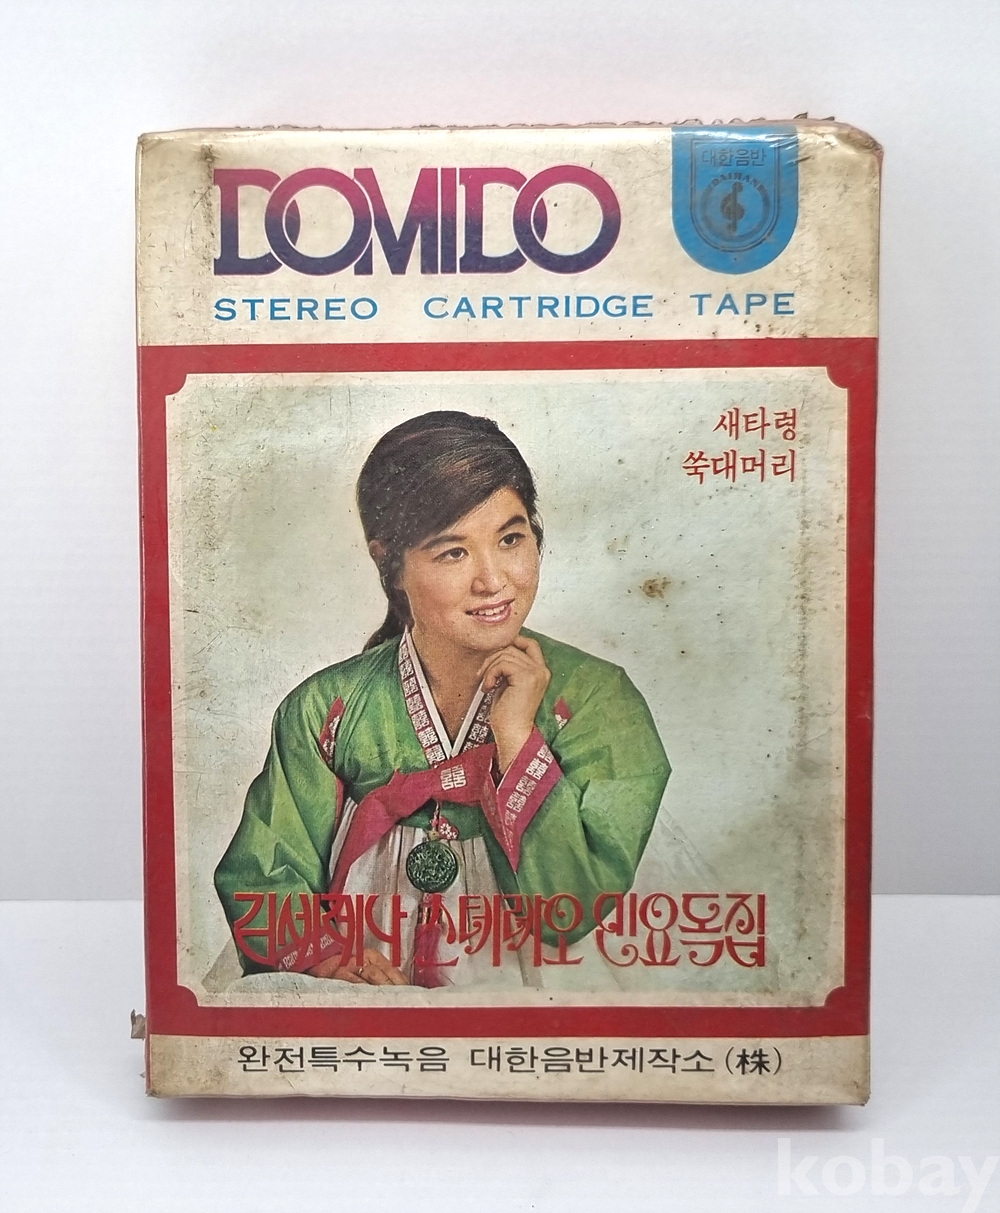 DOMIDO
대한음반
DAIHAN
STEREO CARTRIDGE TAPE
새타령
쑥대머리
김세레나 스테레오 민요독집
완전특수녹음 대한음반제작소(株)
kobay